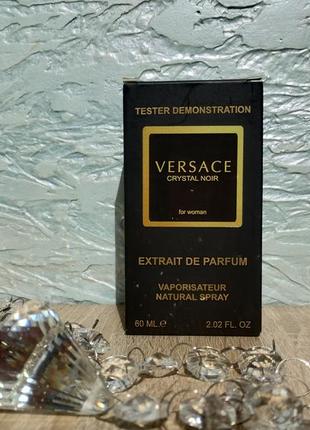 TESTER DEMONSTRATION
VERSACE
CRYSTAL NOIR
for woman
EXTRAIT DE PARFUM
VAPORISATEUR
NATURAL SPRAY
60 ML ℮ 2.02 FL. OZ